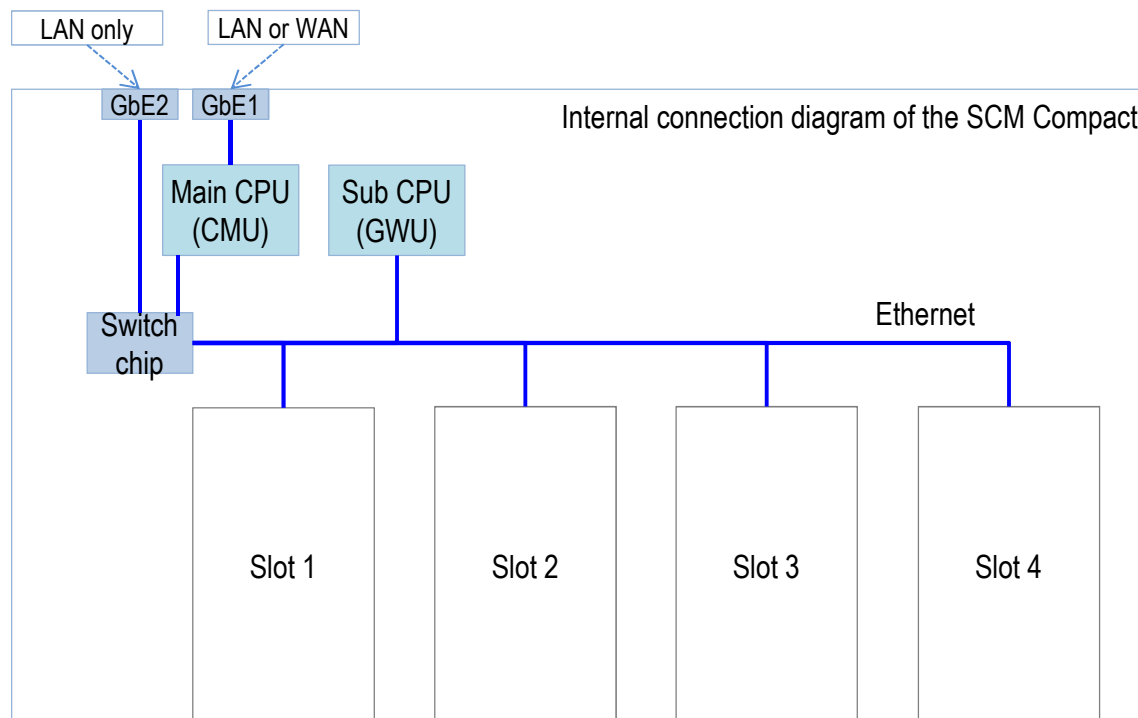 LAN only
LAN or WAN
GbE2
GbE1
Internal connection diagram of the SCM Compact
Main CPU
(CMU)
Sub CPU
(GWU)
Switch
chip
Ethernet
Slot 1
Slot 2
Slot 3
Slot 4